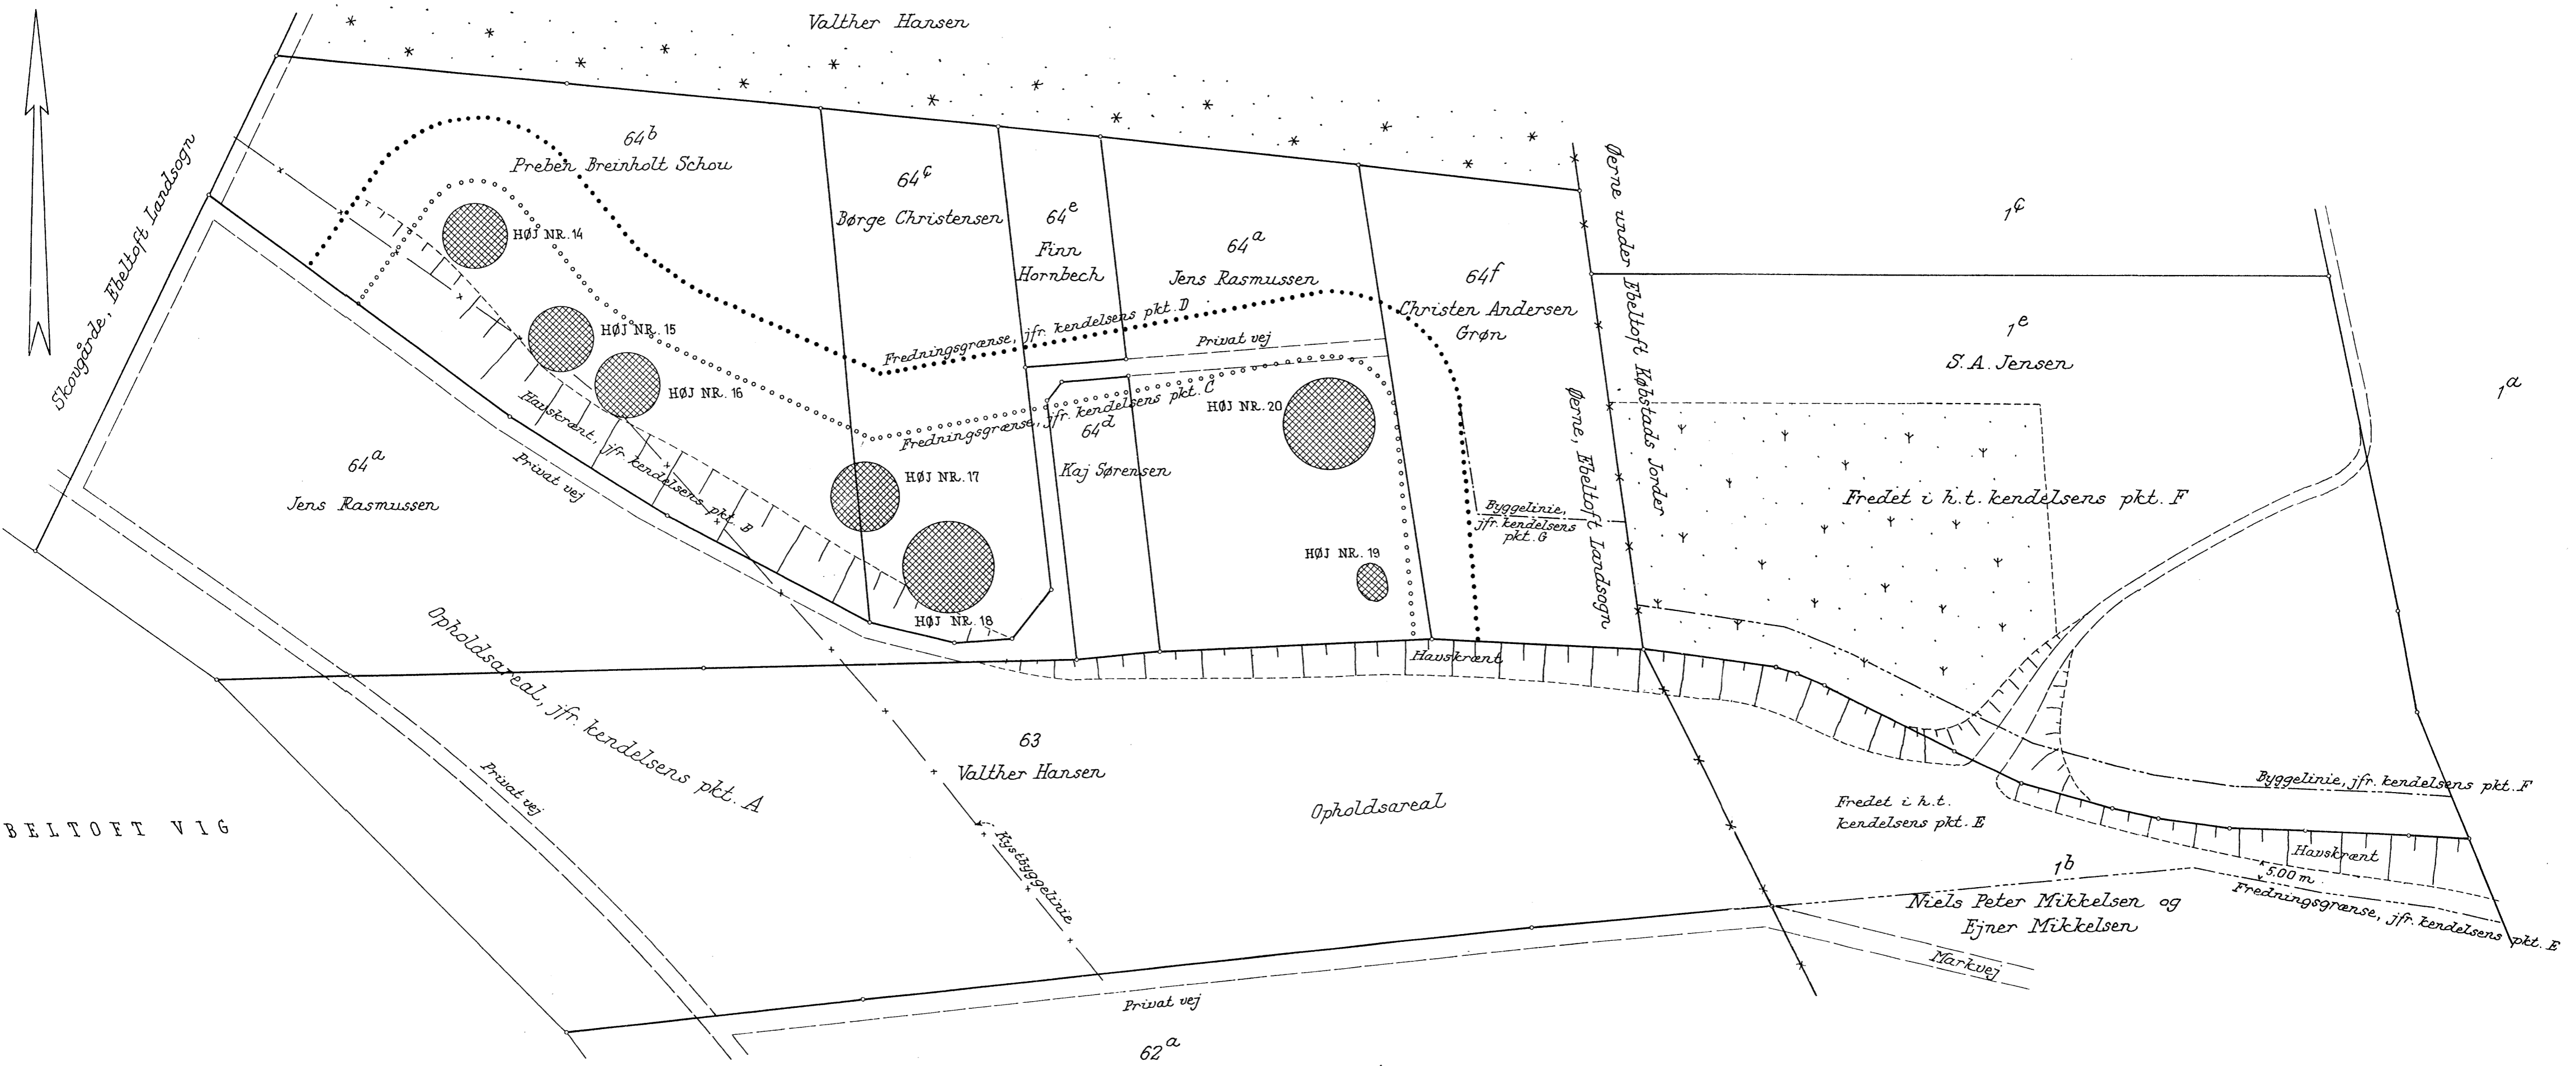 Valther Hansen
Skovgårde, Ebeltoft Landsogn
64b
Preben Breinholt Schou
64c
Børge Christensen
64e
Finn
Hornbech
64a
Jens Rasmussen
64f
Christen Andersen
Grøn
Øerne under Ebeltoft Købstads Jorder
Øerne, Ebeltoft Landsogn
1c
1e
S. A. Jensen
1a
HØJ NR. 14
HØJ NR. 15
HØJ NR. 16
HØJ NR. 17
HØJ NR. 18
HØJ NR. 19
HØJ NR. 20
Fredningsgrænse, jfr. kendelsens pkt. D
Privat vej
Fredningsgrænse, jfr. kendelsens pkt. C
64d
Kaj Sørensen
Havskrænt, jfr. kendelsens pkt. B
Privat vej
64a
Jens Rasmussen
Byggelinie,
jfr. kendelsens
pkt. G
Fredet i h.t. kendelsens pkt. F
Opholdsareal, jfr. kendelsens pkt. A
Havskrænt
63
Valther Hansen
Opholdsareal
Privat vej
BELTOFT VIG
Kystbyggelinie
Fredet i h.t.
kendelsens pkt. E
Byggelinie, jfr. kendelsens pkt. F
Havskrænt
5.00 m
1b
Niels Peter Mikkelsen og
Ejner Mikkelsen
Fredningsgrænse, jfr. kendelsens pkt. E
Markvej
Privat vej
62a